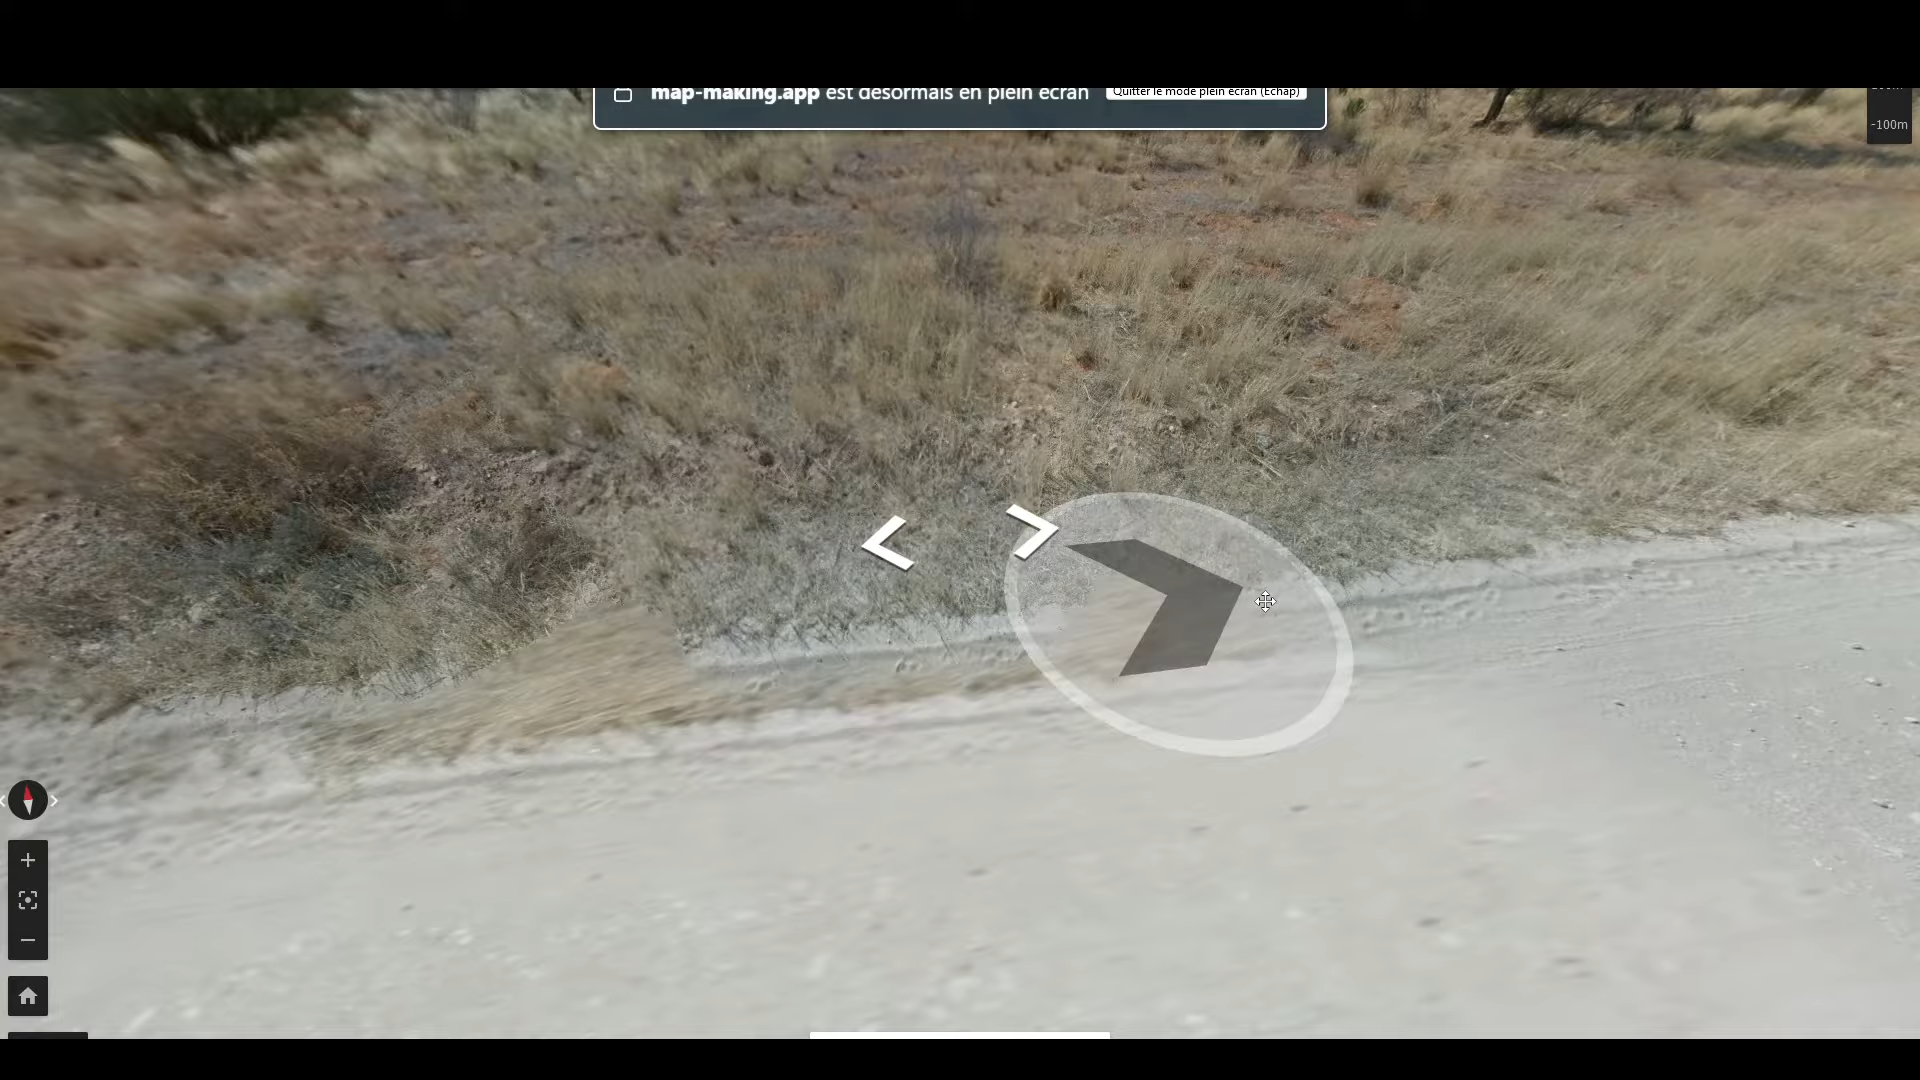 map-making.app est désormais en plein écran
Quitter le mode plein écran (Échap)
-100m